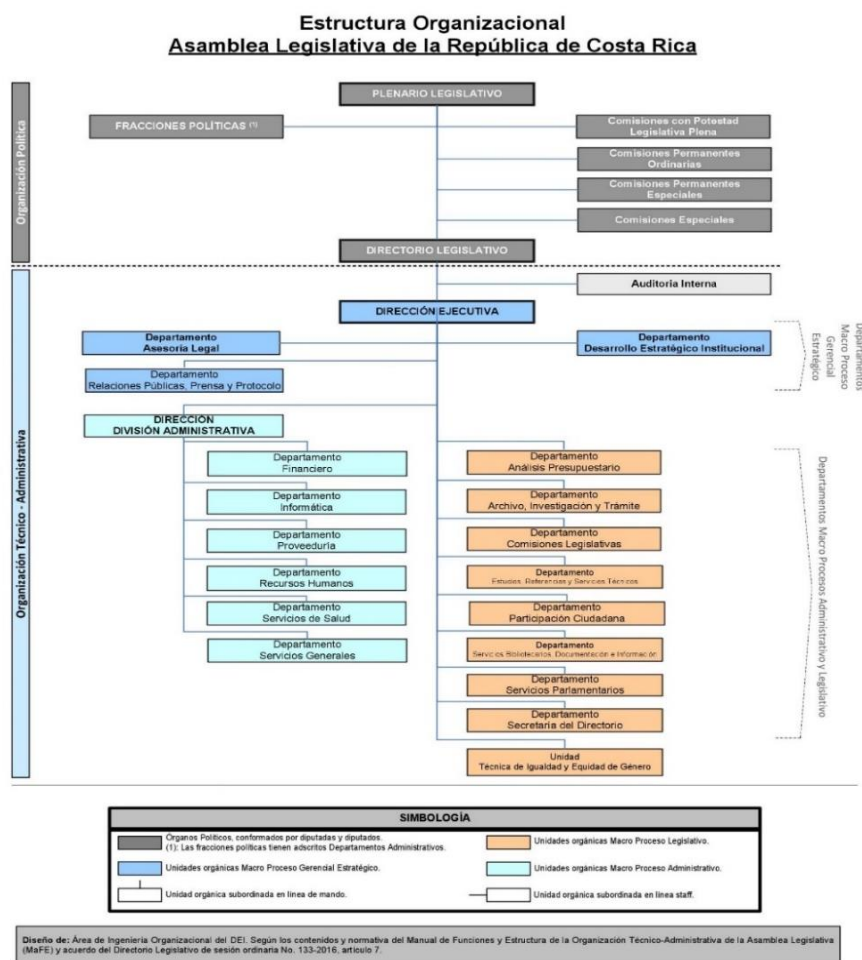 Estructura Organizacional
Asamblea Legislativa de la República de Costa Rica
Organización Política
PLENARIO LEGISLATIVO
FRACCIONES POLÍTICAS (1)
Comisiones con Potestad
Legislativa Plena
Comisiones Permanentes
Ordinarias
Comisiones Permanentes
Especiales
Comisiones Especiales
DIRECTORIO LEGISLATIVO
Organización Técnico - Administrativa
Auditoria Interna
DIRECCIÓN EJECUTIVA
Departamento
Asesoría Legal
Departamento
Desarrollo Estratégico Institucional
Departamento
Relaciones Públicas, Prensa y Protocolo
Departamentos
Macro Proceso
Gerencial
Estratégico
DIRECCIÓN
DIVISIÓN ADMINISTRATIVA
Departamento
Financiero
Departamento
Informática
Departamento
Proveeduría
Departamento
Recursos Humanos
Departamento
Servicios de Salud
Departamento
Servicios Generales
Departamento
Análisis Presupuestario
Departamento
Archivo, Investigación y Trámite
Departamento
Comisiones Legislativas
Departamento
Estudios, Referencias y Servicios Técnicos
Departamento
Participación Ciudadana
Departamento
Servicios Bibliotecarios, Documentación e Información
Departamento
Servicios Parlamentarios
Departamento
Secretaría del Directorio
Unidad
Técnica de Igualdad y Equidad de Género
Departamentos Macro Procesos Administrativo y Legislativo
SIMBOLOGÍA
Órganos Políticos, conformados por diputadas y diputados.
(1): Las fracciones políticas tienen adscritos Departamentos Administrativos.
Unidades orgánicas Macro Proceso Legislativo.
Unidades orgánicas Macro Proceso Gerencial Estratégico.
Unidades orgánicas Macro Proceso Administrativo.
Unidad orgánica subordinada en línea de mando.
Unidad orgánica subordinada en línea staff.
Diseño de: Área de Ingeniería Organizacional del DEI. Según los contenidos y normativa del Manual de Funciones y Estructura de la Organización Técnico-Administrativa de la Asamblea Legislativa
(MaFE) y acuerdo del Directorio Legislativo de sesión ordinaria No. 133-2016, artículo 7.